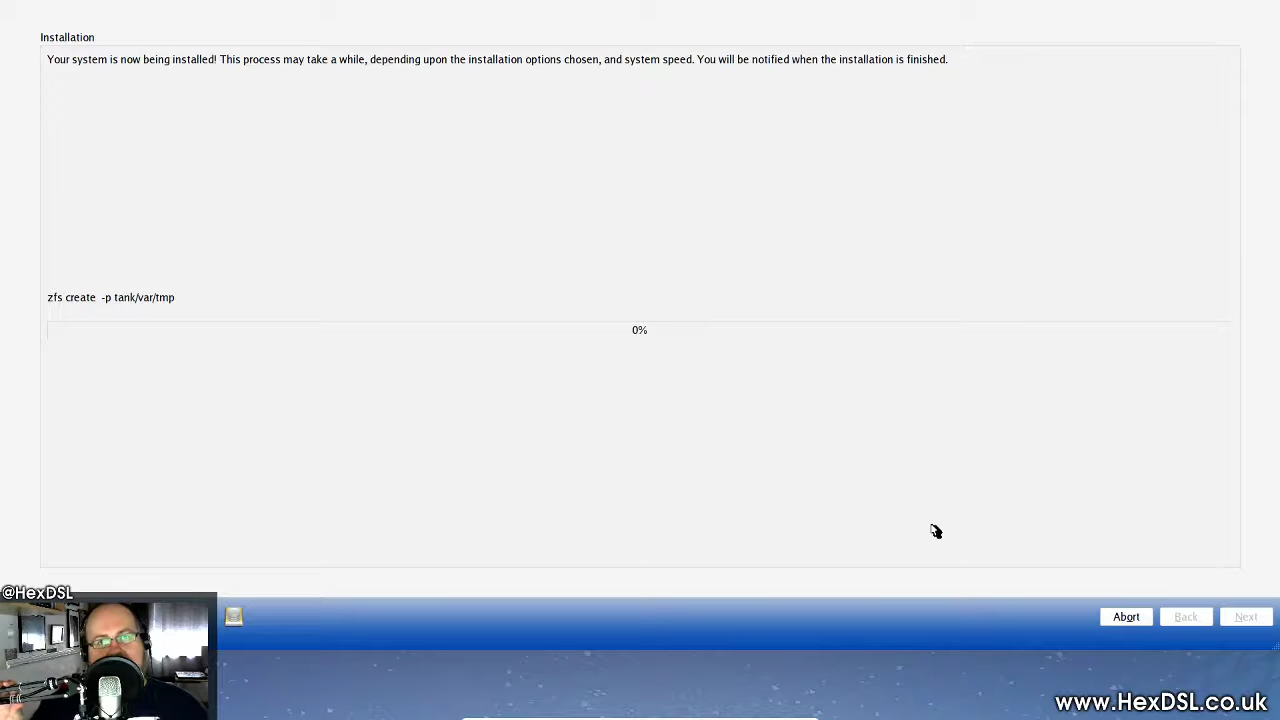 Installation
Your system is now being installed! This process may take a while, depending upon the installation options chosen, and system speed. You will be notified when the installation is finished.
zfs create  -p tank/var/tmp
0%
@HexDSL
Abort
Back
Next
www.HexDSL.co.uk